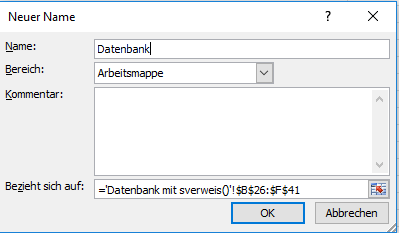 Neuer Name
? ×
Name: Datenbank
Bereich: Arbeitsmappe
Kommentar:
Bezieht sich auf: ='Datenbank mit sverweis()'!$B$26:$F$41
OK Abbrechen